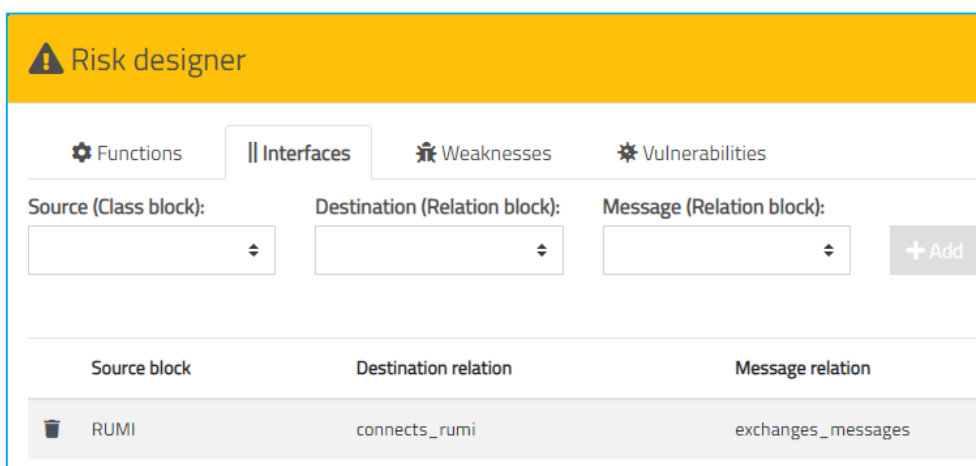 Risk designer
Functions Interfaces Weaknesses Vulnerabilities
Source (Class block): Destination (Relation block): Message (Relation block):
Add
Source block Destination relation Message relation
RUMI connects_rumi exchanges_messages